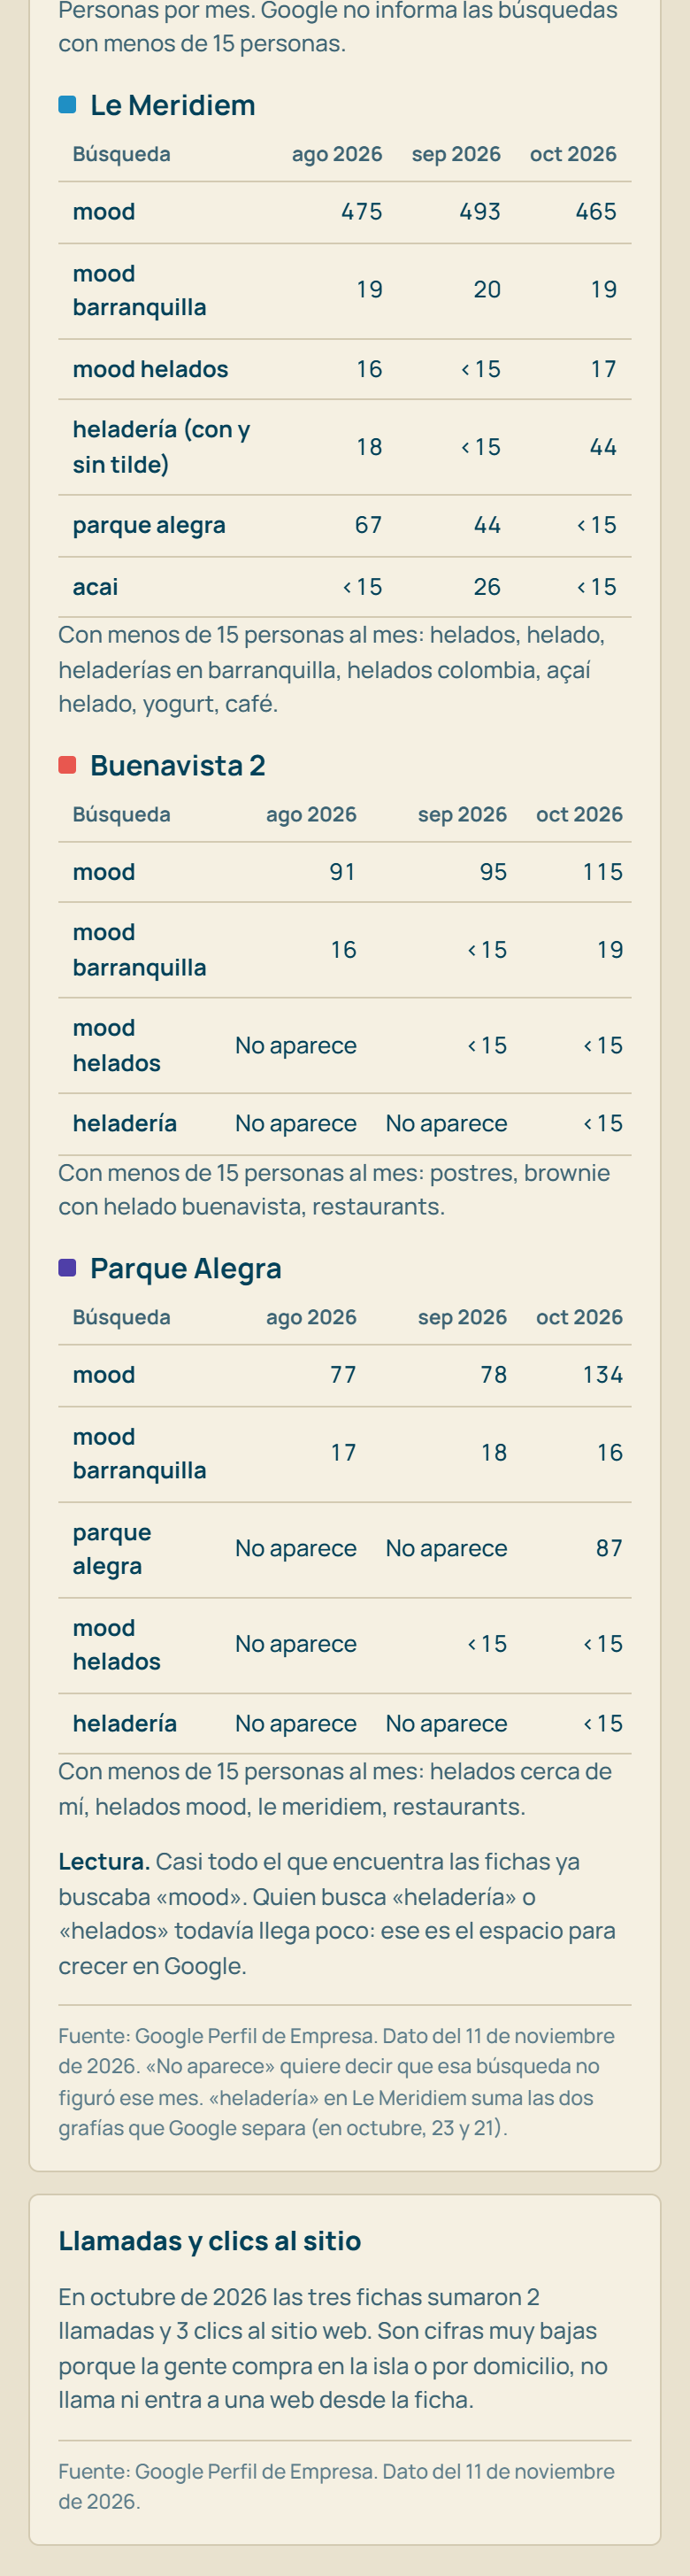 Personas por mes. Google no informa las búsquedas
con menos de 15 personas.
Le Meridiem
Búsqueda ago 2026 sep 2026 oct 2026
mood 475 493 465
mood
barranquilla 19 20 19
mood helados 16 <15 17
heladería (con y
sin tilde) 18 <15 44
parque alegra 67 44 <15
acai <15 26 <15
Con menos de 15 personas al mes: helados, helado,
heladerías en barranquilla, helados colombia, açaí
helado, yogurt, café.
Buenavista 2
Búsqueda ago 2026 sep 2026 oct 2026
mood 91 95 115
mood
barranquilla 16 <15 19
mood
helados No aparece <15 <15
heladería No aparece No aparece <15
Con menos de 15 personas al mes: postres, brownie
con helado buenavista, restaurants.
Parque Alegra
Búsqueda ago 2026 sep 2026 oct 2026
mood 77 78 134
mood
barranquilla 17 18 16
parque
alegra No aparece No aparece 87
mood
helados No aparece <15 <15
heladería No aparece No aparece <15
Con menos de 15 personas al mes: helados cerca de
mí, helados mood, le meridiem, restaurants.
Lectura. Casi todo el que encuentra las fichas ya
buscaba «mood». Quien busca «heladería» o
«helados» todavía llega poco: ese es el espacio para
crecer en Google.
Fuente: Google Perfil de Empresa. Dato del 11 de noviembre
de 2026. «No aparece» quiere decir que esa búsqueda no
figuró ese mes. «heladería» en Le Meridiem suma las dos
grafías que Google separa (en octubre, 23 y 21).
Llamadas y clics al sitio
En octubre de 2026 las tres fichas sumaron 2
llamadas y 3 clics al sitio web. Son cifras muy bajas
porque la gente compra en la isla o por domicilio, no
llama ni entra a una web desde la ficha.
Fuente: Google Perfil de Empresa. Dato del 11 de noviembre
de 2026.